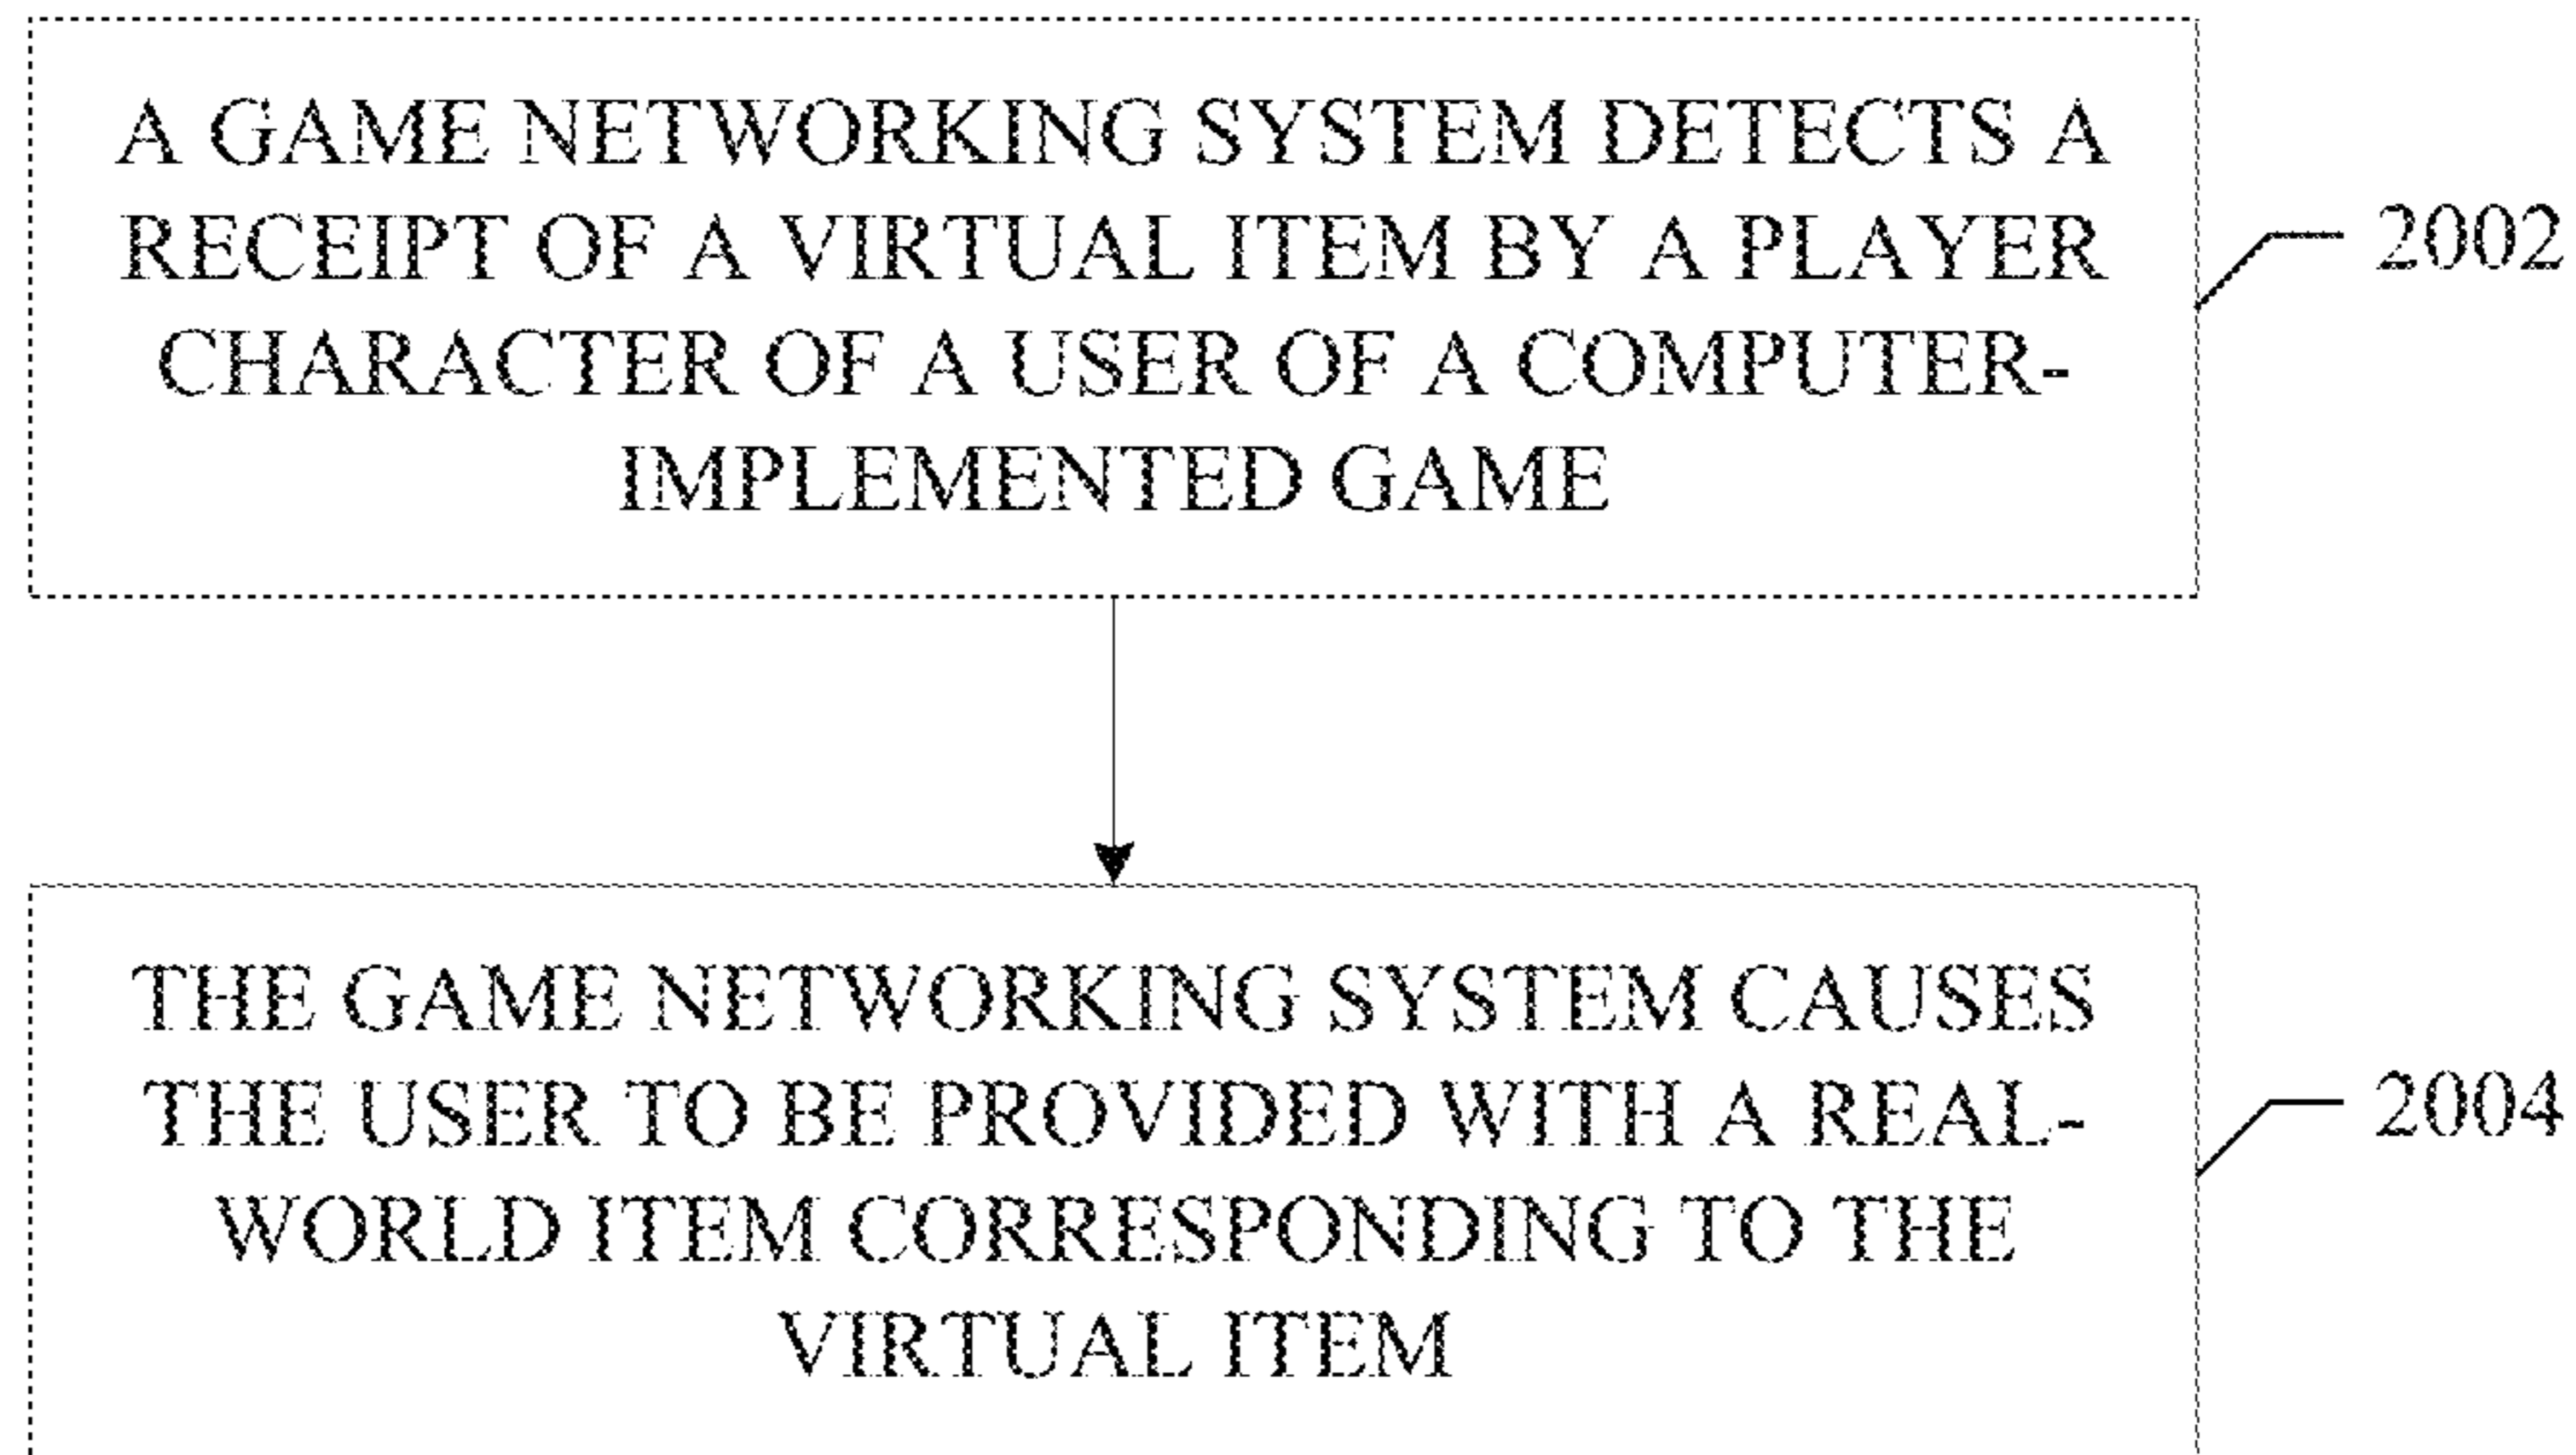 A GAME NETWORKING SYSTEM DETECTS A
RECEIPT OF A VIRTUAL ITEM BY A PLAYER
CHARACTER OF A USER OF A COMPUTER-
IMPLEMENTED GAME
2002
THE GAME NETWORKING SYSTEM CAUSES
THE USER TO BE PROVIDED WITH A REAL-
WORLD ITEM CORRESPONDING TO THE
VIRTUAL ITEM
2004